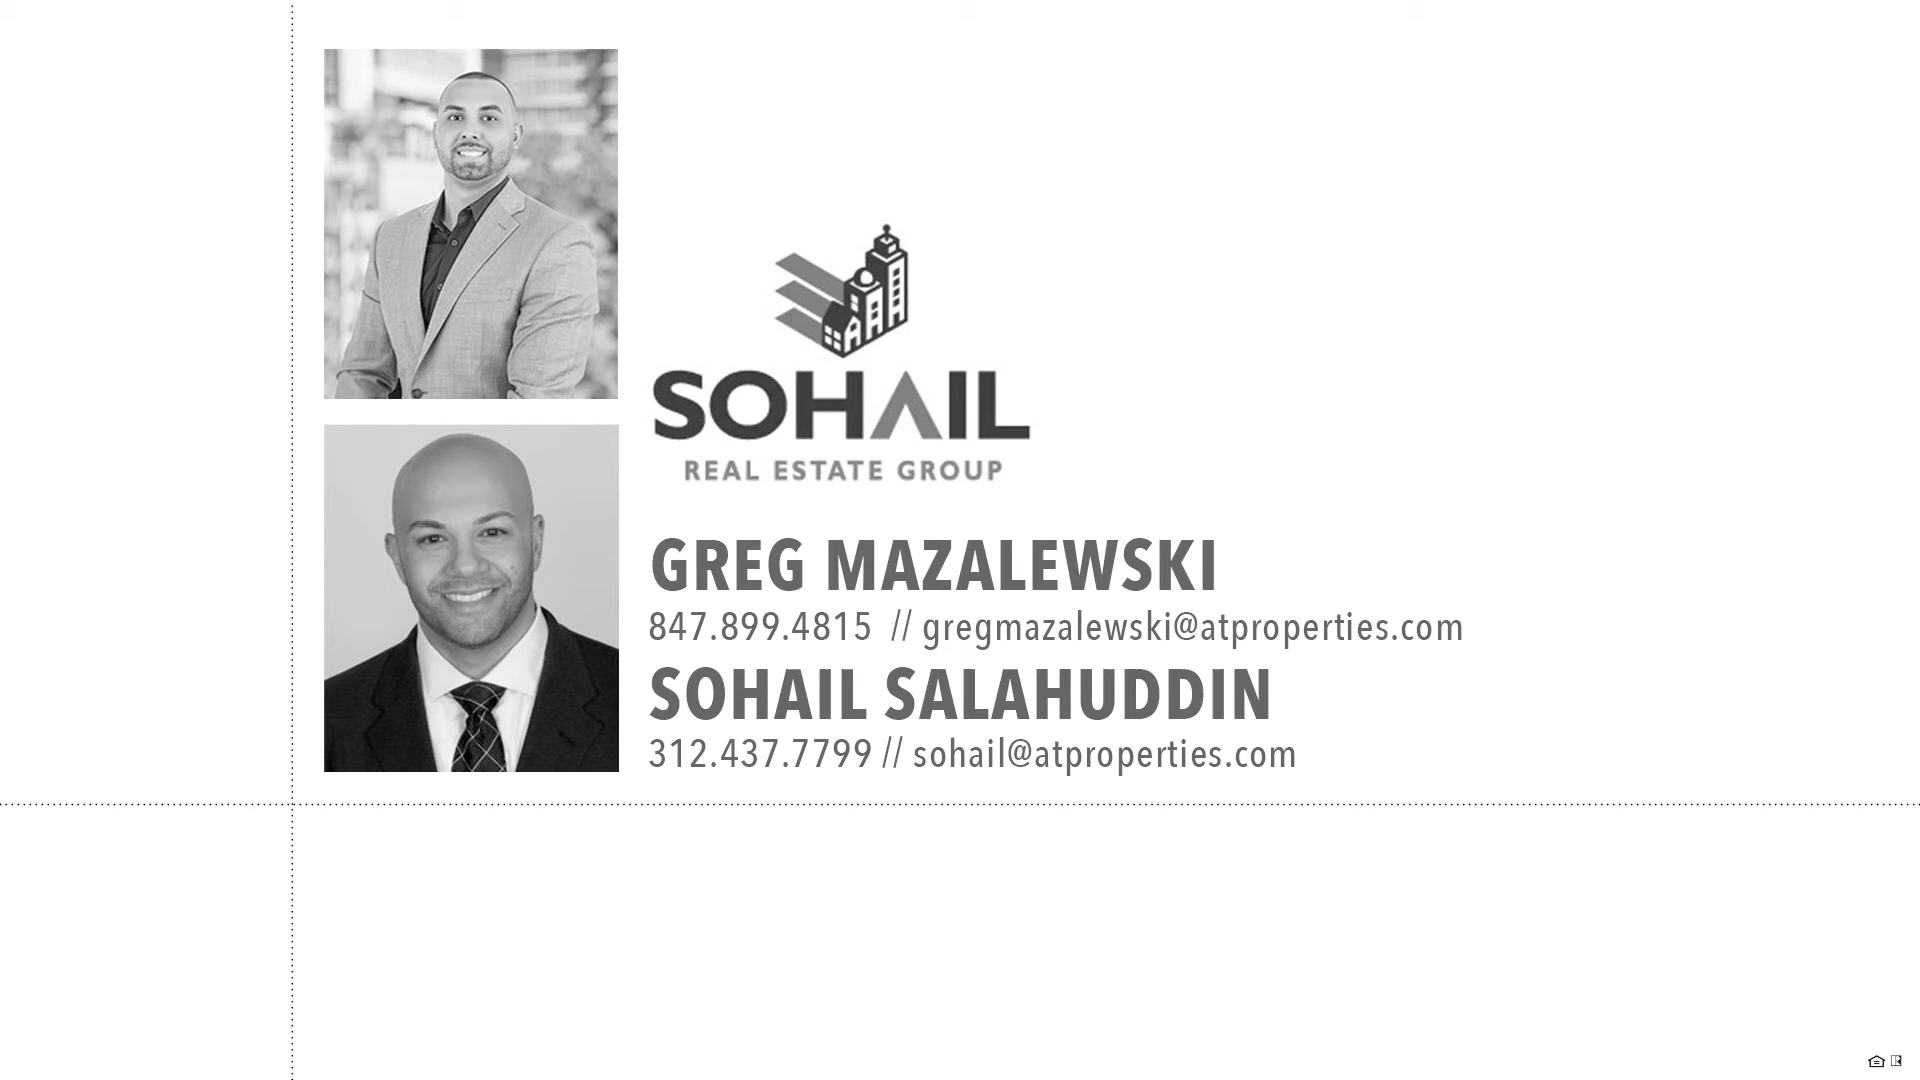 SOHAIL
REAL ESTATE GROUP
GREG MAZALEWSKI
847.899.4815 // gregmazalewski@atproperties.com
SOHAIL SALAHUDDIN
312.437.7799 // sohail@atproperties.com